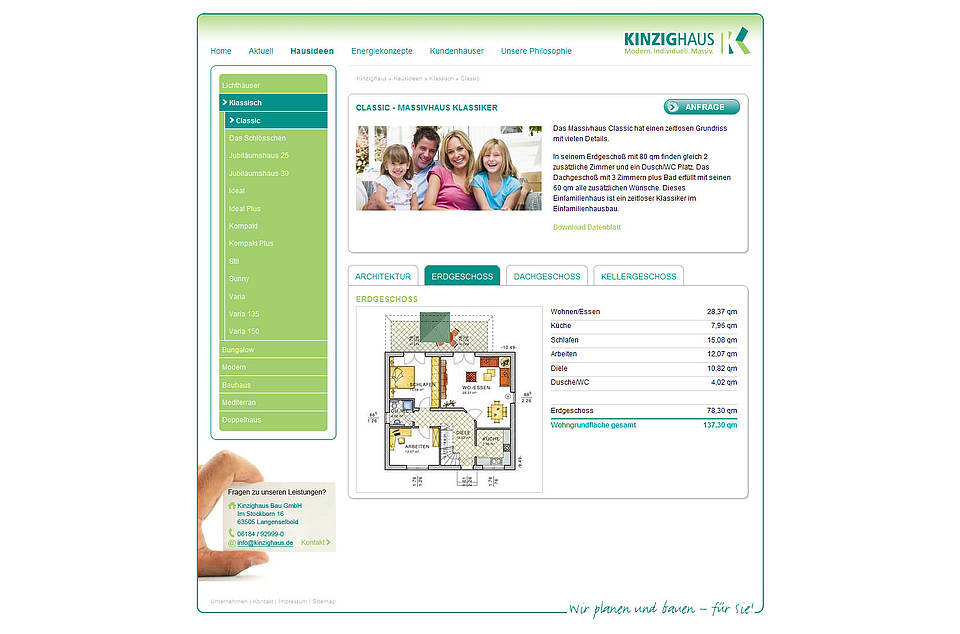 KINZIGHAUS
Modern. Individuell. Massiv.
Home Aktuell Hausideen Energiekonzepte Kundenhäuser Unsere Philosophie
Kinzighaus » Hausideen » Klassisch » Classic
Lichthäuser
Klassisch
Classic
Das Schlösschen
Jubiläumshaus 25
Jubiläumshaus 30
Ideal
Ideal Plus
Kompakt
Kompakt Plus
Stil
Sunny
Varia
Varia 135
Varia 150
Bungalow
Modern
Bauhaus
Mediterran
Doppelhaus
CLASSIC - MASSIVHAUS KLASSIKER
ANFRAGE
Das Massivhaus Classic hat einen zeitlosen Grundriss
mit vielen Details.
In seinem Erdgeschoß mit 80 qm finden gleich 2
zusätzliche Zimmer und ein Dusch/WC Platz. Das
Dachgeschoß mit 3 Zimmern plus Bad erfüllt mit seinen
60 qm alle zusätzlichen Wünsche. Dieses
Einfamilienhaus ist ein zeitloser Klassiker im
Einfamilienhausbau.
Download Datenblatt
ARCHITEKTUR ERDGESCHOSS DACHGESCHOSS KELLERGESCHOSS
ERDGESCHOSS
SCHLAFEN
WO./ESSEN
DIELE
KÜCHE
ARBEITEN
Wohnen/Essen 28,37 qm
Küche 7,96 qm
Schlafen 15,08 qm
Arbeiten 12,07 qm
Diele 10,82 qm
Dusche/WC 4,02 qm
Erdgeschoss 78,30 qm
Wohngrundfläche gesamt 137,30 qm
Fragen zu unseren Leistungen?
Kinzighaus Bau GmbH
Im Stockborn 16
63505 Langenselbold
06184 / 92999-0
info@kinzighaus.de Kontakt
Unternehmen | Kontakt | Impressum | Sitemap
Wir planen und bauen – für Sie!